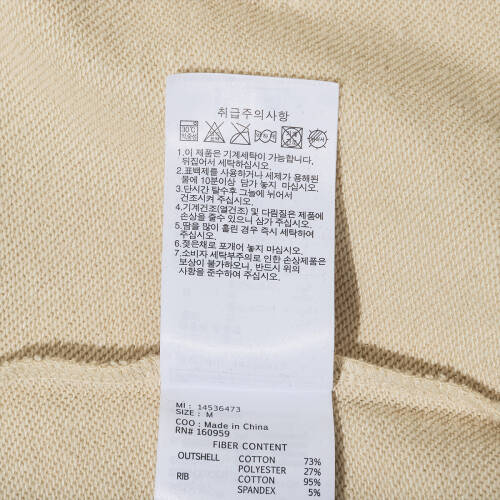 취급주의사항
30℃
1.이 제품은 기계세탁이 가능합니다.
뒤집어서 세탁하십시오.
2.표백제를 사용하거나 세제가 용해된
물에 10분이상 담가 놓지 마십시오.
3.단시간 탈수후 그늘에 뉘어서
건조시켜 주십시오.
4.기계건조(열건조) 및 다림질은 제품에
손상을 줄수 있으니 삼가 주십시오.
5.땀을 많이 흘린 경우 즉시 세탁하여
주십시오.
6.젖은채로 포개어 놓지 마십시오.
7.소비자 세탁부주의로 인한 손상제품은
보상이 불가하오니, 반드시 위의
사항을 준수하여 주십시오.
MI : 14536473
SIZE : M
COO : Made in China
RN# 160959
FIBER CONTENT
OUTSHELL COTTON 73%
POLYESTER 27%
RIB COTTON 95%
SPANDEX 5%